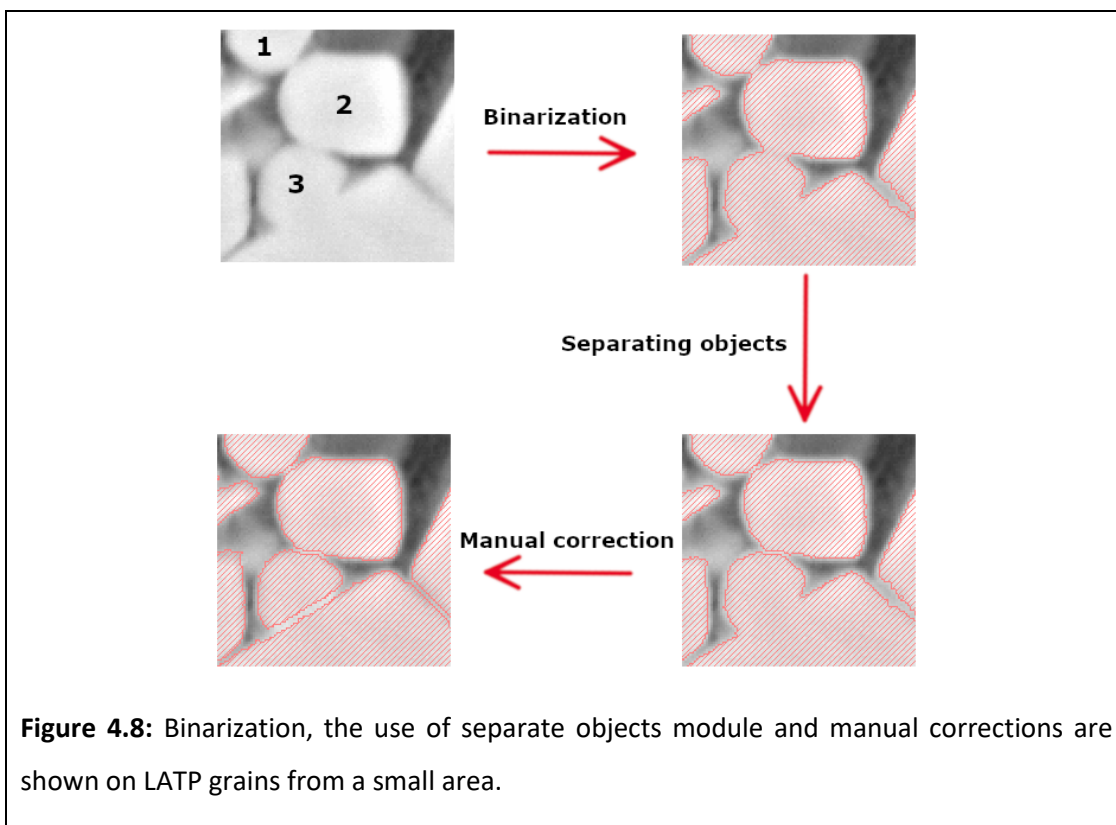 1
2
3
Binarization
Separating objects
Manual correction
Figure 4.8: Binarization, the use of separate objects module and manual corrections are
shown on LATP grains from a small area.